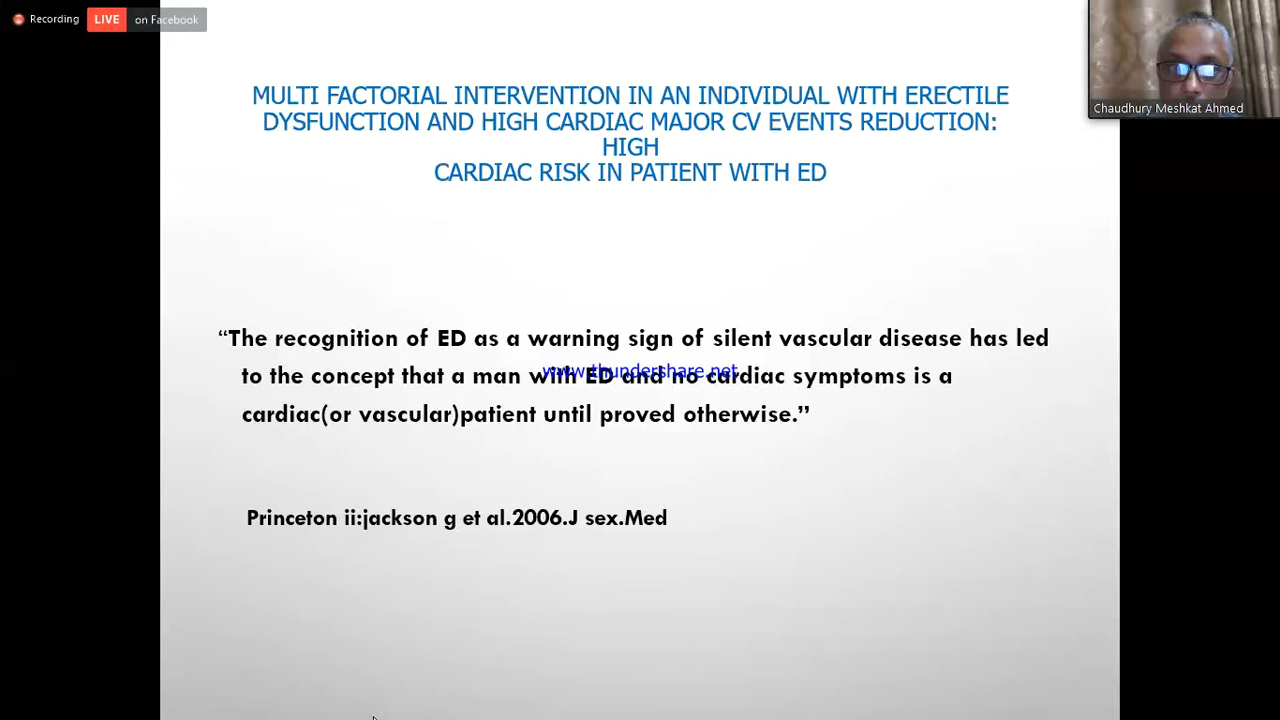 Recording
LIVE
on Facebook
Chaudhury Meshkat Ahmed
MULTI FACTORIAL INTERVENTION IN AN INDIVIDUAL WITH ERECTILE
DYSFUNCTION AND HIGH CARDIAC MAJOR CV EVENTS REDUCTION:
HIGH
CARDIAC RISK IN PATIENT WITH ED
“The recognition of ED as a warning sign of silent vascular disease has led
to the concept that a man with ED and no cardiac symptoms is a
www.thundershare.net
cardiac(or vascular)patient until proved otherwise.”
Princeton ii:jackson g et al.2006.J sex.Med